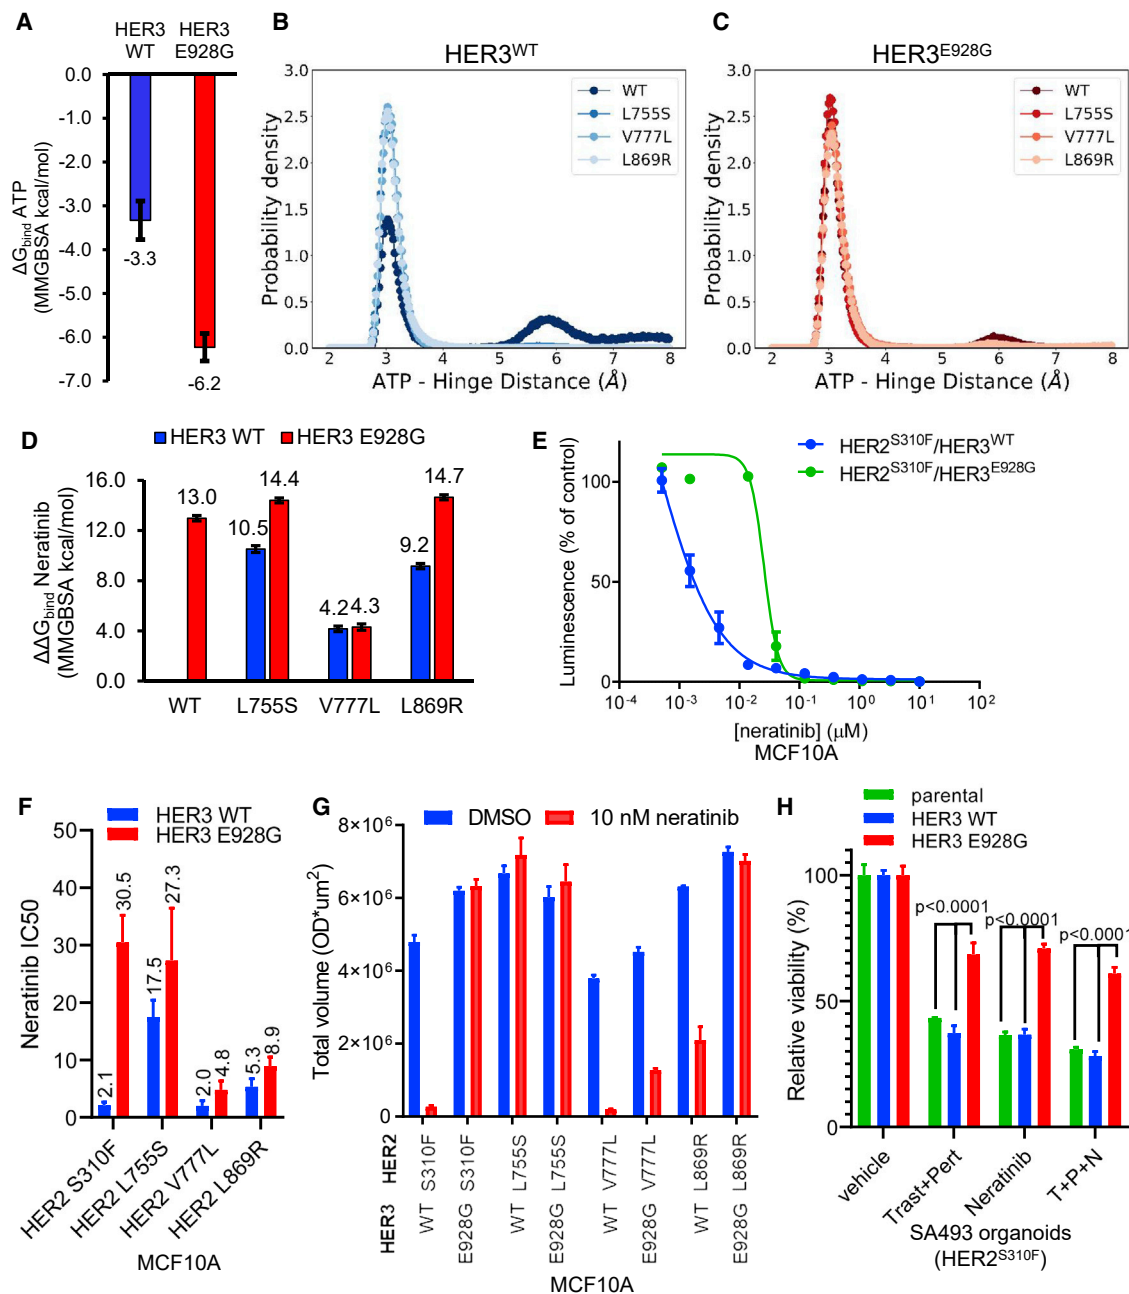 A
HER3 WT
HER3 E928G
0.0
-1.0
-2.0
-3.0
-4.0
-5.0
-6.0
-7.0
ΔGbind ATP
(MMGBSA kcal/mol)
-3.3
-6.2
B
HER3WT
3.0
2.5
2.0
1.5
1.0
0.5
0.0
Probability density
WT
L755S
V777L
L869R
2 3 4 5 6 7 8
ATP - Hinge Distance (Å)
C
HER3E928G
3.0
2.5
2.0
1.5
1.0
0.5
0.0
Probability density
WT
L755S
V777L
L869R
2 3 4 5 6 7 8
ATP - Hinge Distance (Å)
D
HER3 WT HER3 E928G
16.0
12.0
8.0
4.0
0.0
ΔΔGbind Neratinib
(MMGBSA kcal/mol)
13.0
10.5
14.4
4.2
4.3
9.2
14.7
WT L755S V777L L869R
E
HER2S310F/HER3WT
HER2S310F/HER3E928G
100
50
0
Luminescence (% of control)
10-4 10-3 10-2 10-1 100 101 102
[neratinib] (μM)
MCF10A
F
HER3 WT
HER3 E928G
50
40
30
20
10
0
Neratinib IC50
2.1
30.5
17.5
27.3
2.0
4.8
5.3
8.9
HER2 S310F
HER2 L755S
HER2 V777L
HER2 L869R
MCF10A
G
DMSO 10 nM neratinib
8×106
6×106
4×106
2×106
0
Total volume (OD*um2)
HER2 S310F S310F L755S L755S V777L V777L L869R L869R
HER3 WT E928G WT E928G WT E928G WT E928G
MCF10A
H
parental
HER3 WT
HER3 E928G
100
50
0
Relative viability (%)
p<0.0001
p<0.0001
p<0.0001
vehicle
Trast+Pert
Neratinib
T+P+N
SA493 organoids
(HER2S310F)